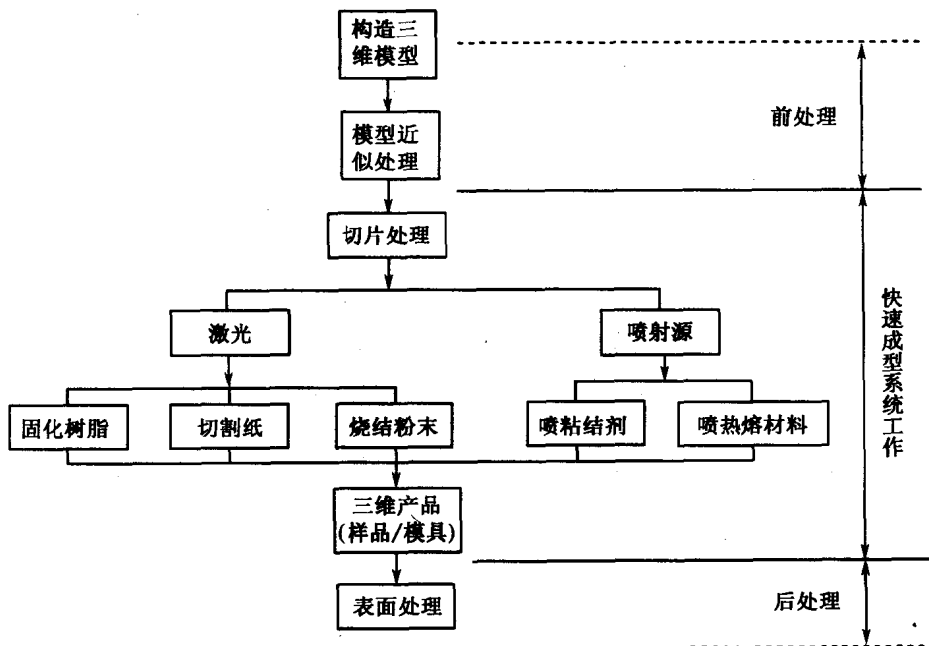 构造三
维模型
前处理
模型近
似处理
切片处理
激光
喷射源
快速成型系统工作
固化树脂
切割纸
烧结粉末
喷粘结剂
喷热熔材料
三维产品
(样品/模具)
表面处理
后处理